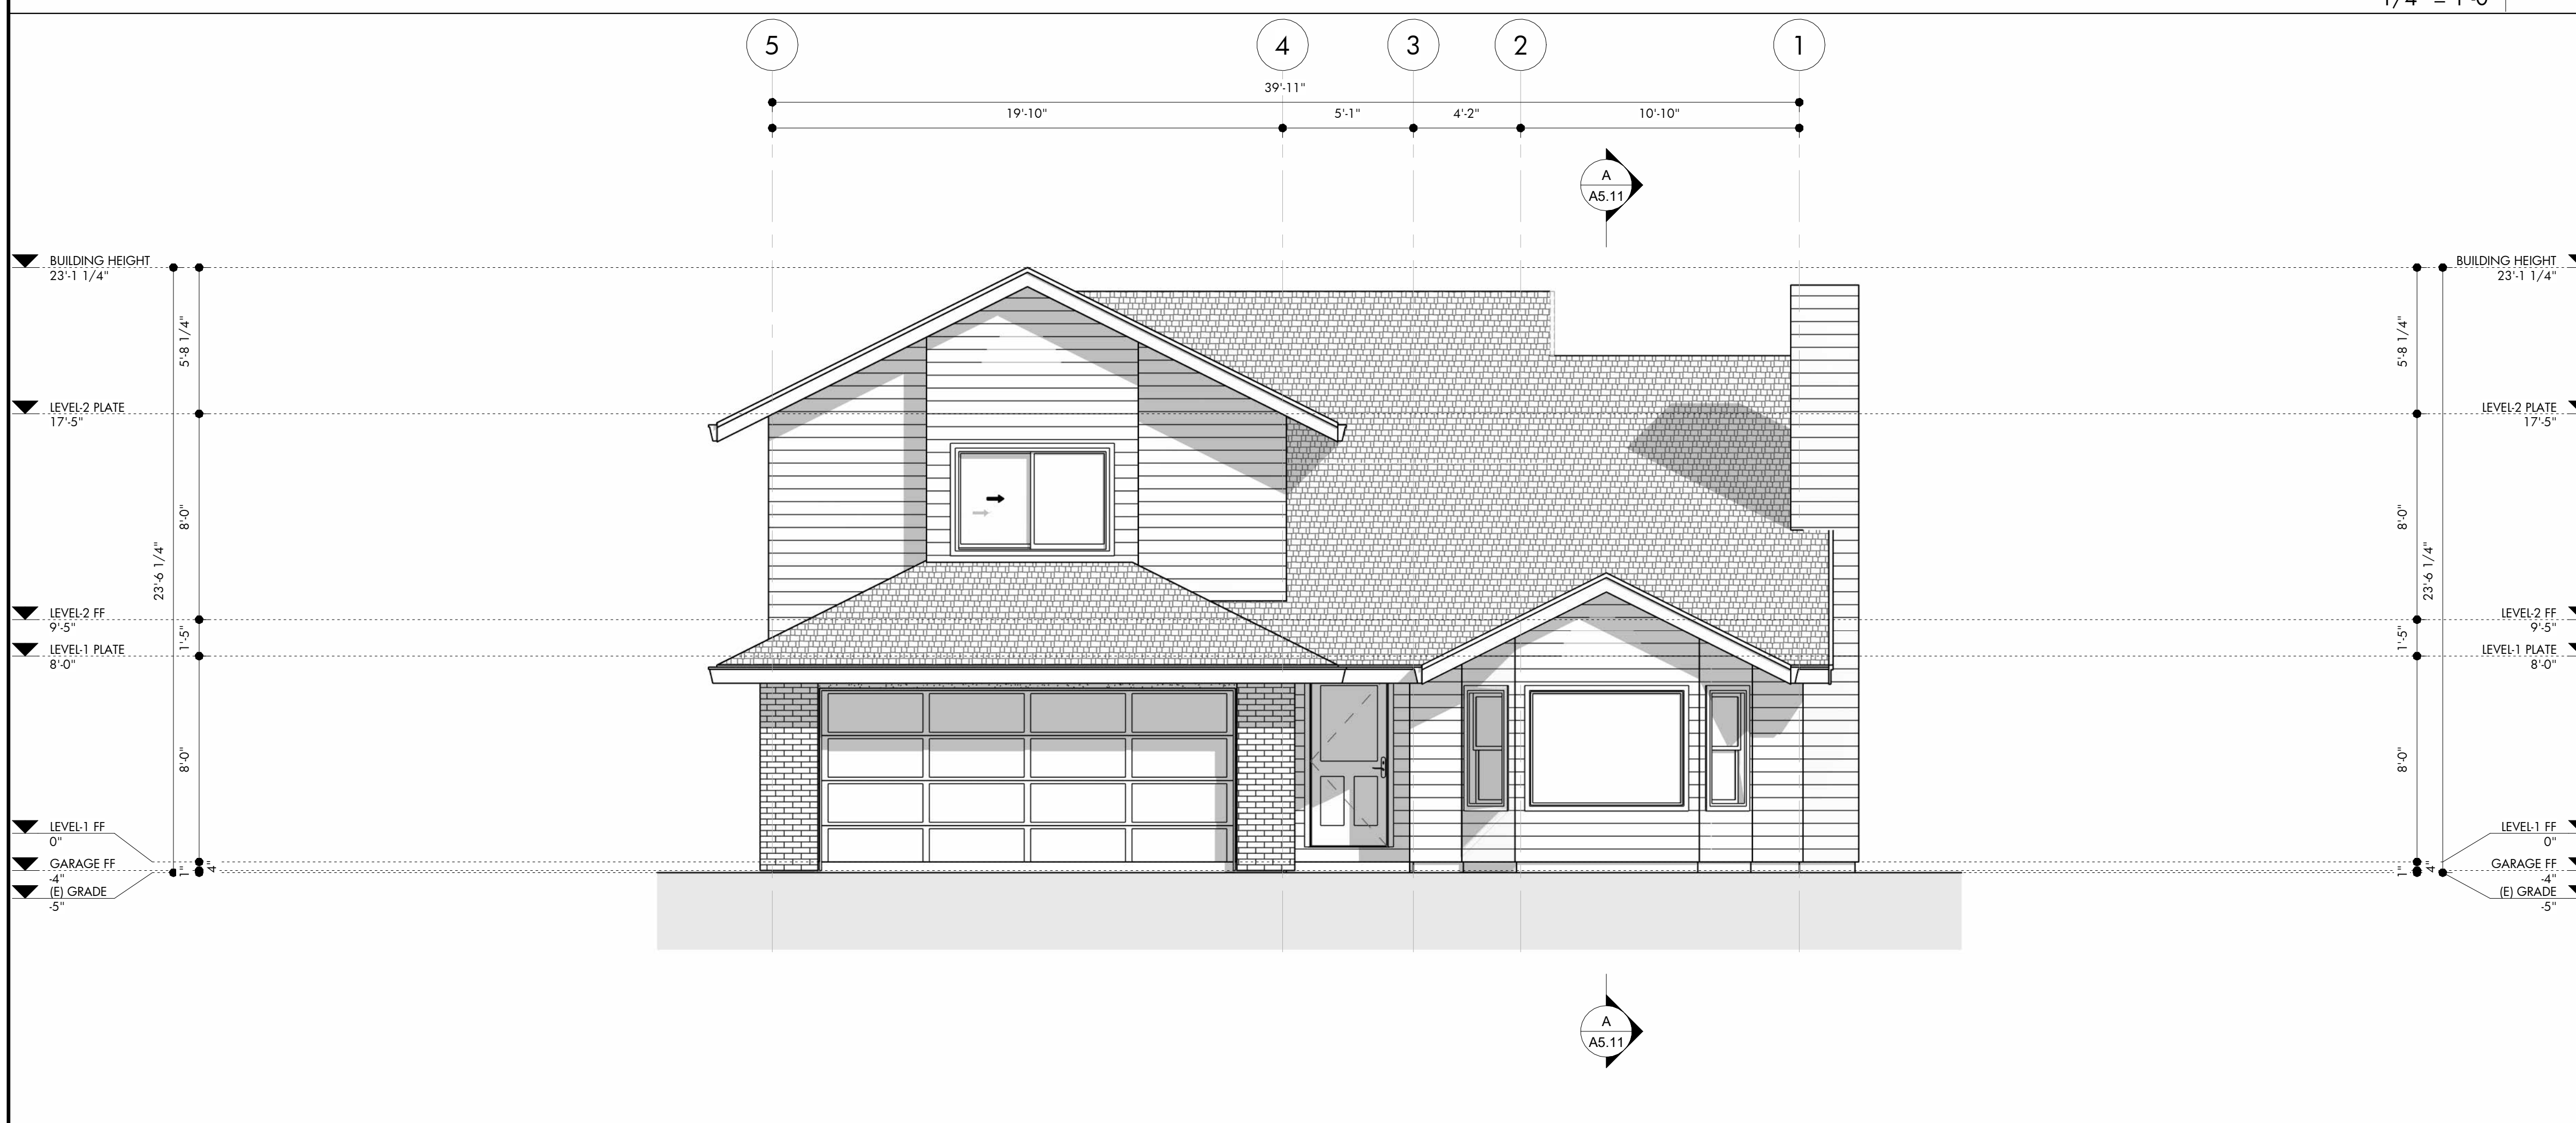 1/4" = 1'-0"
5
4
3
2
1
39'-11"
19'-10"
5'-1"
4'-2"
10'-10"
A
A5.11
BUILDING HEIGHT
23'-1 1/4"
5'-8 1/4"
LEVEL-2 PLATE
17'-5"
8'-0"
23'-6 1/4"
LEVEL-2 FF
9'-5"
1'-5"
LEVEL-1 PLATE
8'-0"
8'-0"
LEVEL-1 FF
0"
GARAGE FF
-4"
1"
4"
(E) GRADE
-5"
BUILDING HEIGHT
23'-1 1/4"
5'-8 1/4"
LEVEL-2 PLATE
17'-5"
8'-0"
23'-6 1/4"
LEVEL-2 FF
9'-5"
1'-5"
LEVEL-1 PLATE
8'-0"
8'-0"
LEVEL-1 FF
0"
GARAGE FF
-4"
1"
4"
(E) GRADE
-5"
A
A5.11